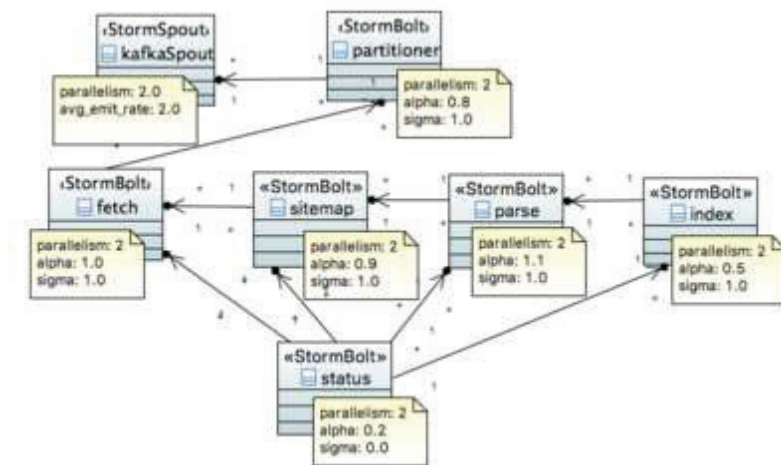 ‹StormSpout›
kafkaSpout
parallelism: 2.0
avg_emit_rate: 2.0
‹StormBolt›
partitioner
parallelism: 2
alpha: 0.8
sigma: 1.0
‹StormBolt›
fetch
parallelism: 2
alpha: 1.0
sigma: 1.0
«StormBolt»
sitemap
parallelism: 2
alpha: 0.9
sigma: 1.0
«StormBolt»
parse
parallelism: 2
alpha: 1.1
sigma: 1.0
«StormBolt»
index
parallelism: 2
alpha: 0.5
sigma: 1.0
«StormBolt»
status
parallelism: 2
alpha: 0.2
sigma: 0.0